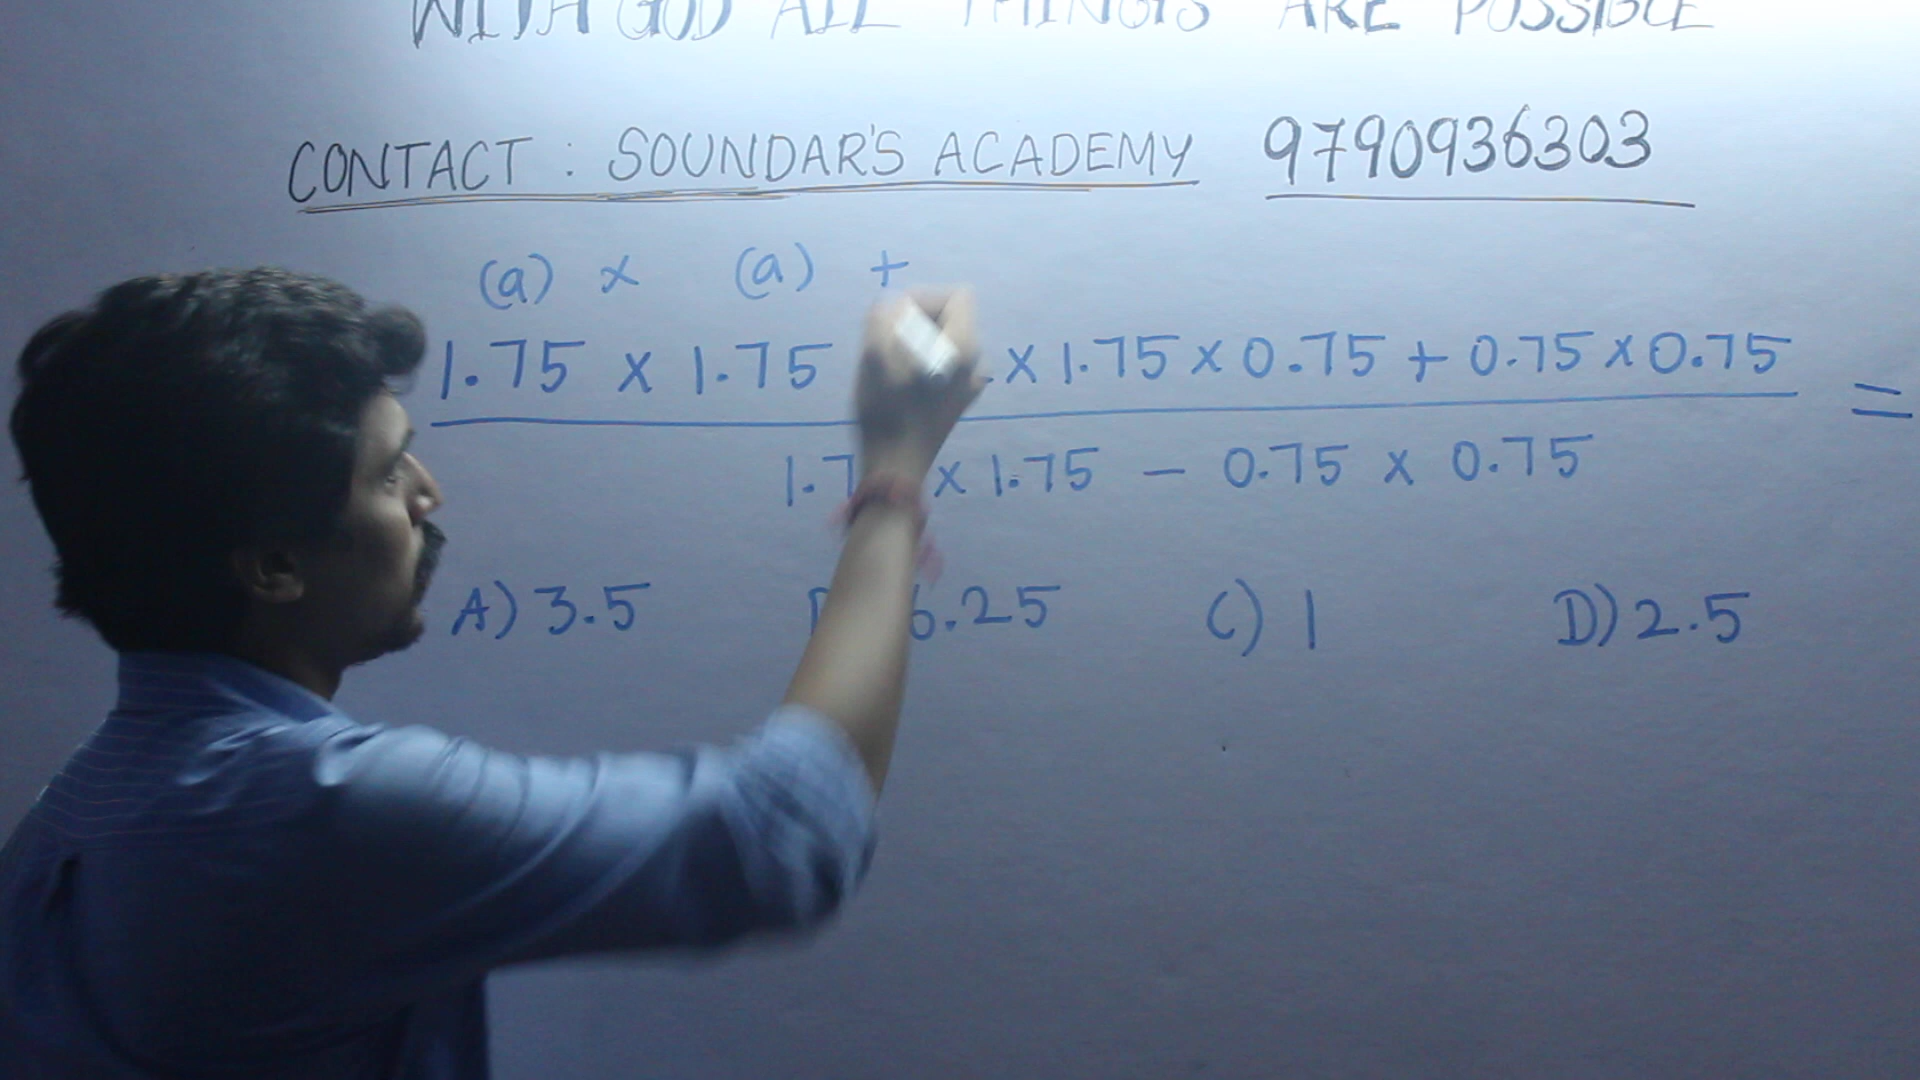 WITH GOD ALL THINGS ARE POSSIBLE
CONTACT : SOUNDAR'S ACADEMY 9790936303
(a) x (a) +
1.75 x 1.75 x 1.75 x 0.75 + 0.75 x 0.75 =
1.7 x 1.75 - 0.75 x 0.75
A) 3.5 6.25 C) 1 D) 2.5